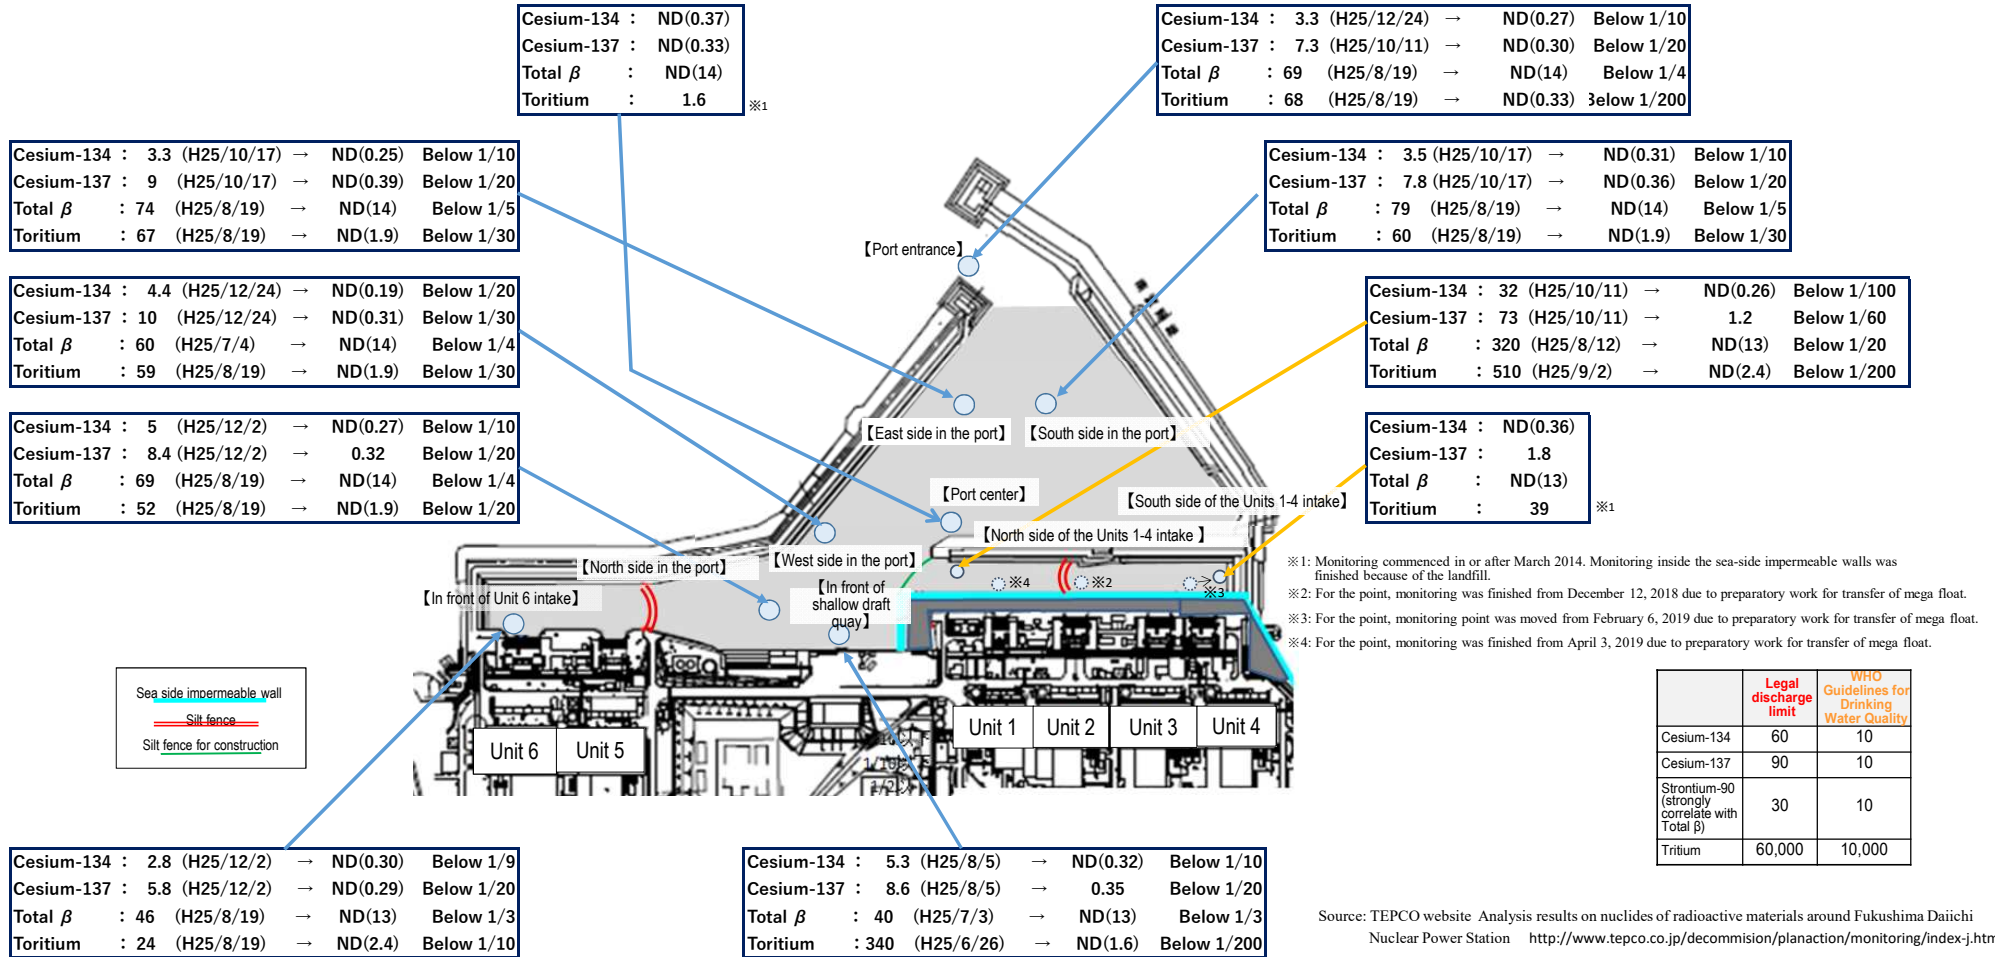 Cesium-134 : ND(0.37)
Cesium-137 : ND(0.33)
Total β : ND(14)
Toritium : 1.6
※1
Cesium-134 : 3.3 (H25/12/24) → ND(0.27) Below 1/10
Cesium-137 : 7.3 (H25/10/11) → ND(0.30) Below 1/20
Total β : 69 (H25/8/19) → ND(14) Below 1/4
Toritium : 68 (H25/8/19) → ND(0.33) Below 1/200
Cesium-134 : 3.3 (H25/10/17) → ND(0.25) Below 1/10
Cesium-137 : 9 (H25/10/17) → ND(0.39) Below 1/20
Total β : 74 (H25/8/19) → ND(14) Below 1/5
Toritium : 67 (H25/8/19) → ND(1.9) Below 1/30
Cesium-134 : 3.5 (H25/10/17) → ND(0.31) Below 1/10
Cesium-137 : 7.8 (H25/10/17) → ND(0.36) Below 1/20
Total β : 79 (H25/8/19) → ND(14) Below 1/5
Toritium : 60 (H25/8/19) → ND(1.9) Below 1/30
Cesium-134 : 4.4 (H25/12/24) → ND(0.19) Below 1/20
Cesium-137 : 10 (H25/12/24) → ND(0.31) Below 1/30
Total β : 60 (H25/7/4) → ND(14) Below 1/4
Toritium : 59 (H25/8/19) → ND(1.9) Below 1/30
Cesium-134 : 32 (H25/10/11) → ND(0.26) Below 1/100
Cesium-137 : 73 (H25/10/11) → 1.2 Below 1/60
Total β : 320 (H25/8/12) → ND(13) Below 1/20
Toritium : 510 (H25/9/2) → ND(2.4) Below 1/200
Cesium-134 : 5 (H25/12/2) → ND(0.27) Below 1/10
Cesium-137 : 8.4 (H25/12/2) → 0.32 Below 1/20
Total β : 69 (H25/8/19) → ND(14) Below 1/4
Toritium : 52 (H25/8/19) → ND(1.9) Below 1/20
Cesium-134 : ND(0.36)
Cesium-137 : 1.8
Total β : ND(13)
Toritium : 39
※1
【Port entrance】
【East side in the port】
【South side in the port】
【Port center】
【South side of the Units 1-4 intake】
【North side of the Units 1-4 intake 】
【West side in the port】
【North side in the port】
【In front of
shallow draft
quay】
【In front of Unit 6 intake】
※4
※2
※3
※1: Monitoring commenced in or after March 2014. Monitoring inside the sea-side impermeable walls was
finished because of the landfill.
※2: For the point, monitoring was finished from December 12, 2018 due to preparatory work for transfer of mega float.
※3: For the point, monitoring point was moved from February 6, 2019 due to preparatory work for transfer of mega float.
※4: For the point, monitoring was finished from April 3, 2019 due to preparatory work for transfer of mega float.
Sea side impermeable wall
Silt fence
Silt fence for construction
Unit 6
Unit 5
Unit 1
Unit 2
Unit 3
Unit 4
Legal discharge limit WHO Guidelines for Drinking Water Quality
Cesium-134 60 10
Cesium-137 90 10
Strontium-90 (strongly correlate with Total β) 30 10
Tritium 60,000 10,000
Cesium-134 : 2.8 (H25/12/2) → ND(0.30) Below 1/9
Cesium-137 : 5.8 (H25/12/2) → ND(0.29) Below 1/20
Total β : 46 (H25/8/19) → ND(13) Below 1/3
Toritium : 24 (H25/8/19) → ND(2.4) Below 1/10
Cesium-134 : 5.3 (H25/8/5) → ND(0.32) Below 1/10
Cesium-137 : 8.6 (H25/8/5) → 0.35 Below 1/20
Total β : 40 (H25/7/3) → ND(13) Below 1/3
Toritium :340 (H25/6/26) → ND(1.6) Below 1/200
Source: TEPCO website Analysis results on nuclides of radioactive materials around Fukushima Daiichi
Nuclear Power Station http://www.tepco.co.jp/decommision/planaction/monitoring/index-j.htm